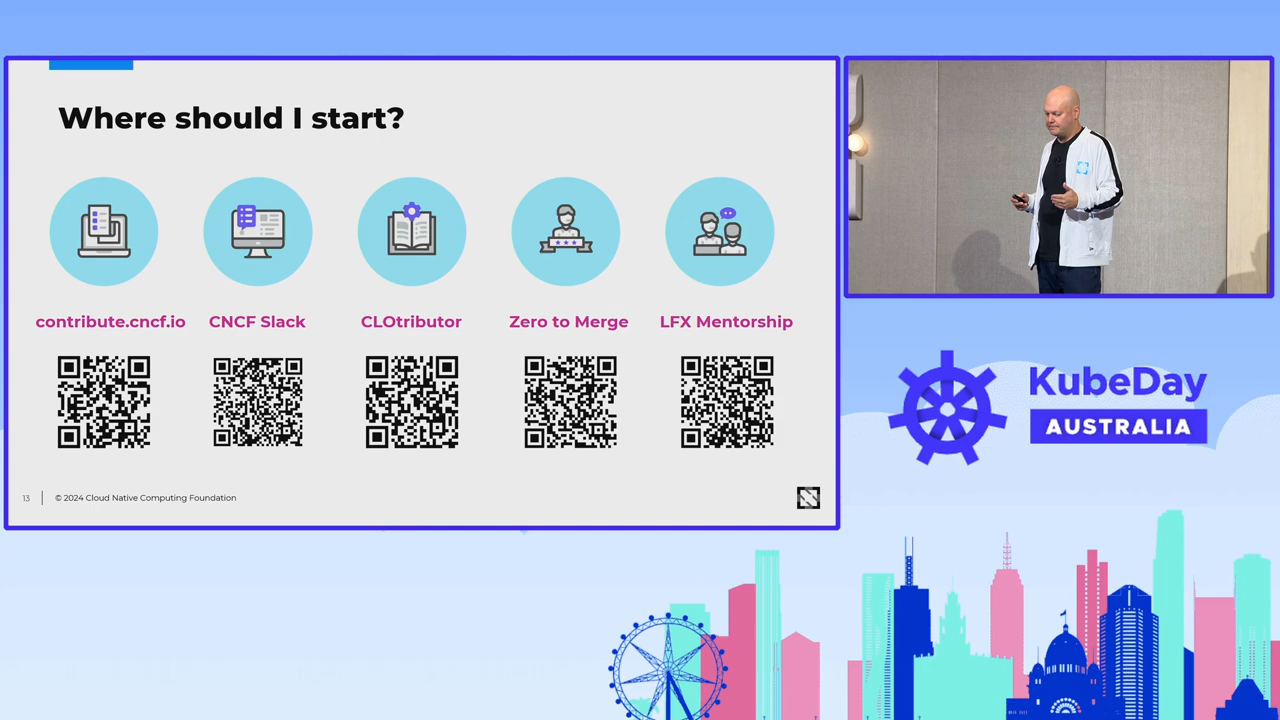 Where should I start?
contribute.cncf.io
CNCF Slack
CLOtributor
Zero to Merge
LFX Mentorship
13
© 2024 Cloud Native Computing Foundation
KubeDay
AUSTRALIA